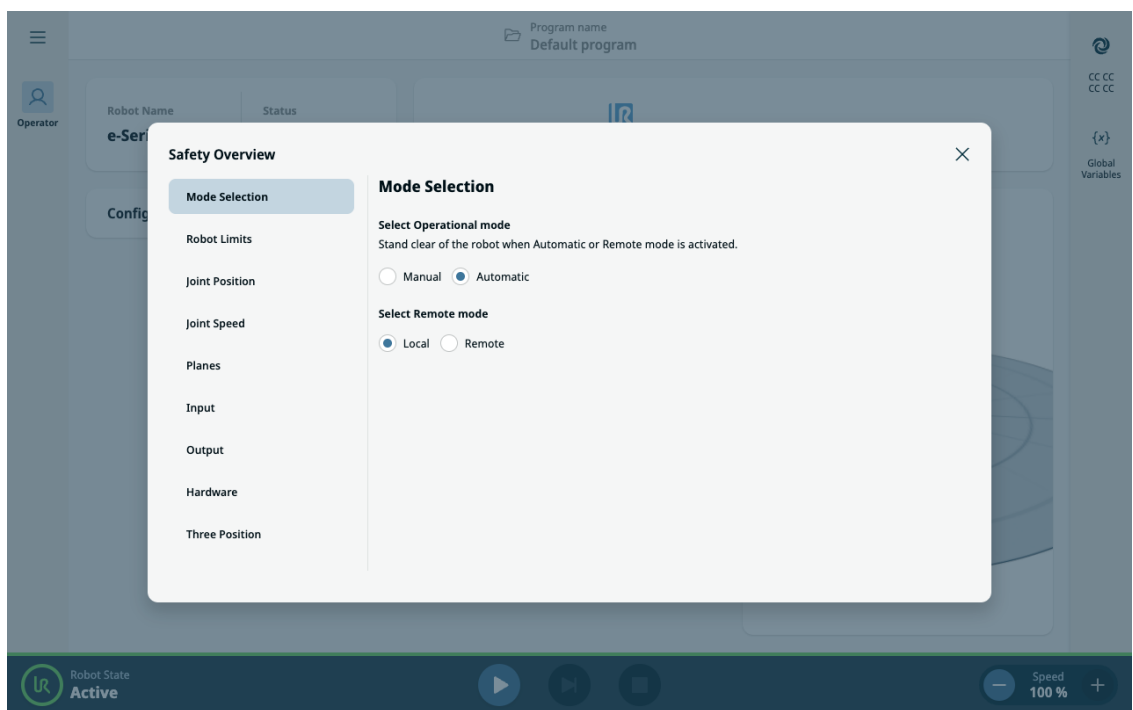 Program name
Default program
Operator
Robot Name
Status
e-Seri
Config
CC CC
CC CC
{x}
Global
Variables
Safety Overview
Mode Selection
Robot Limits
Joint Position
Joint Speed
Planes
Input
Output
Hardware
Three Position
Mode Selection
Select Operational mode
Stand clear of the robot when Automatic or Remote mode is activated.
Manual
Automatic
Select Remote mode
Local
Remote
Robot State
Active
Speed
100 %